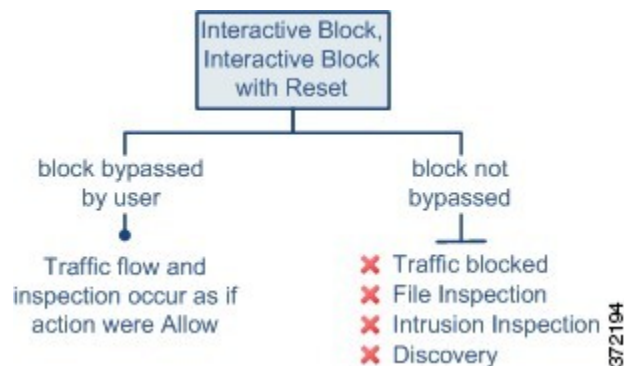 Interactive Block,
Interactive Block
with Reset
block bypassed
by user
Traffic flow and
inspection occur as if
action were Allow
block not
bypassed
Traffic blocked
File Inspection
Intrusion Inspection
Discovery
372194